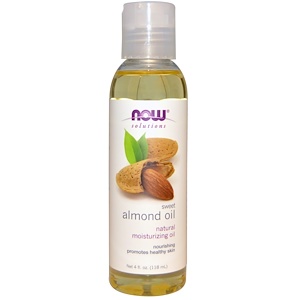 now
solutions
sweet
almond oil
natural
moisturizing oil
nourishing
promotes healthy skin
Net 4 fl. oz. (118 mL)